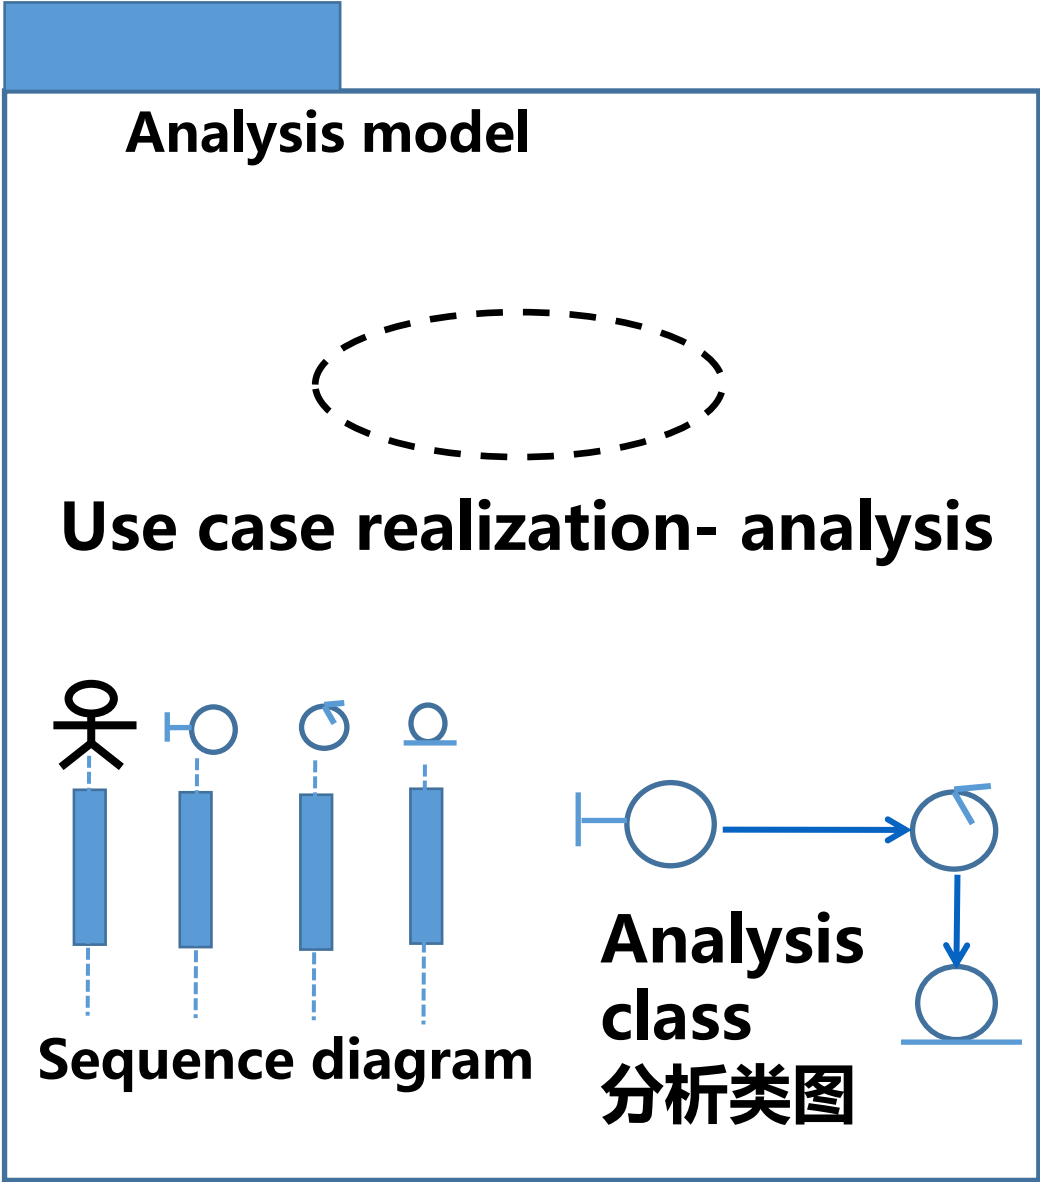 Analysis model
Use case realization- analysis
Sequence diagram
Analysis
class
分析类图